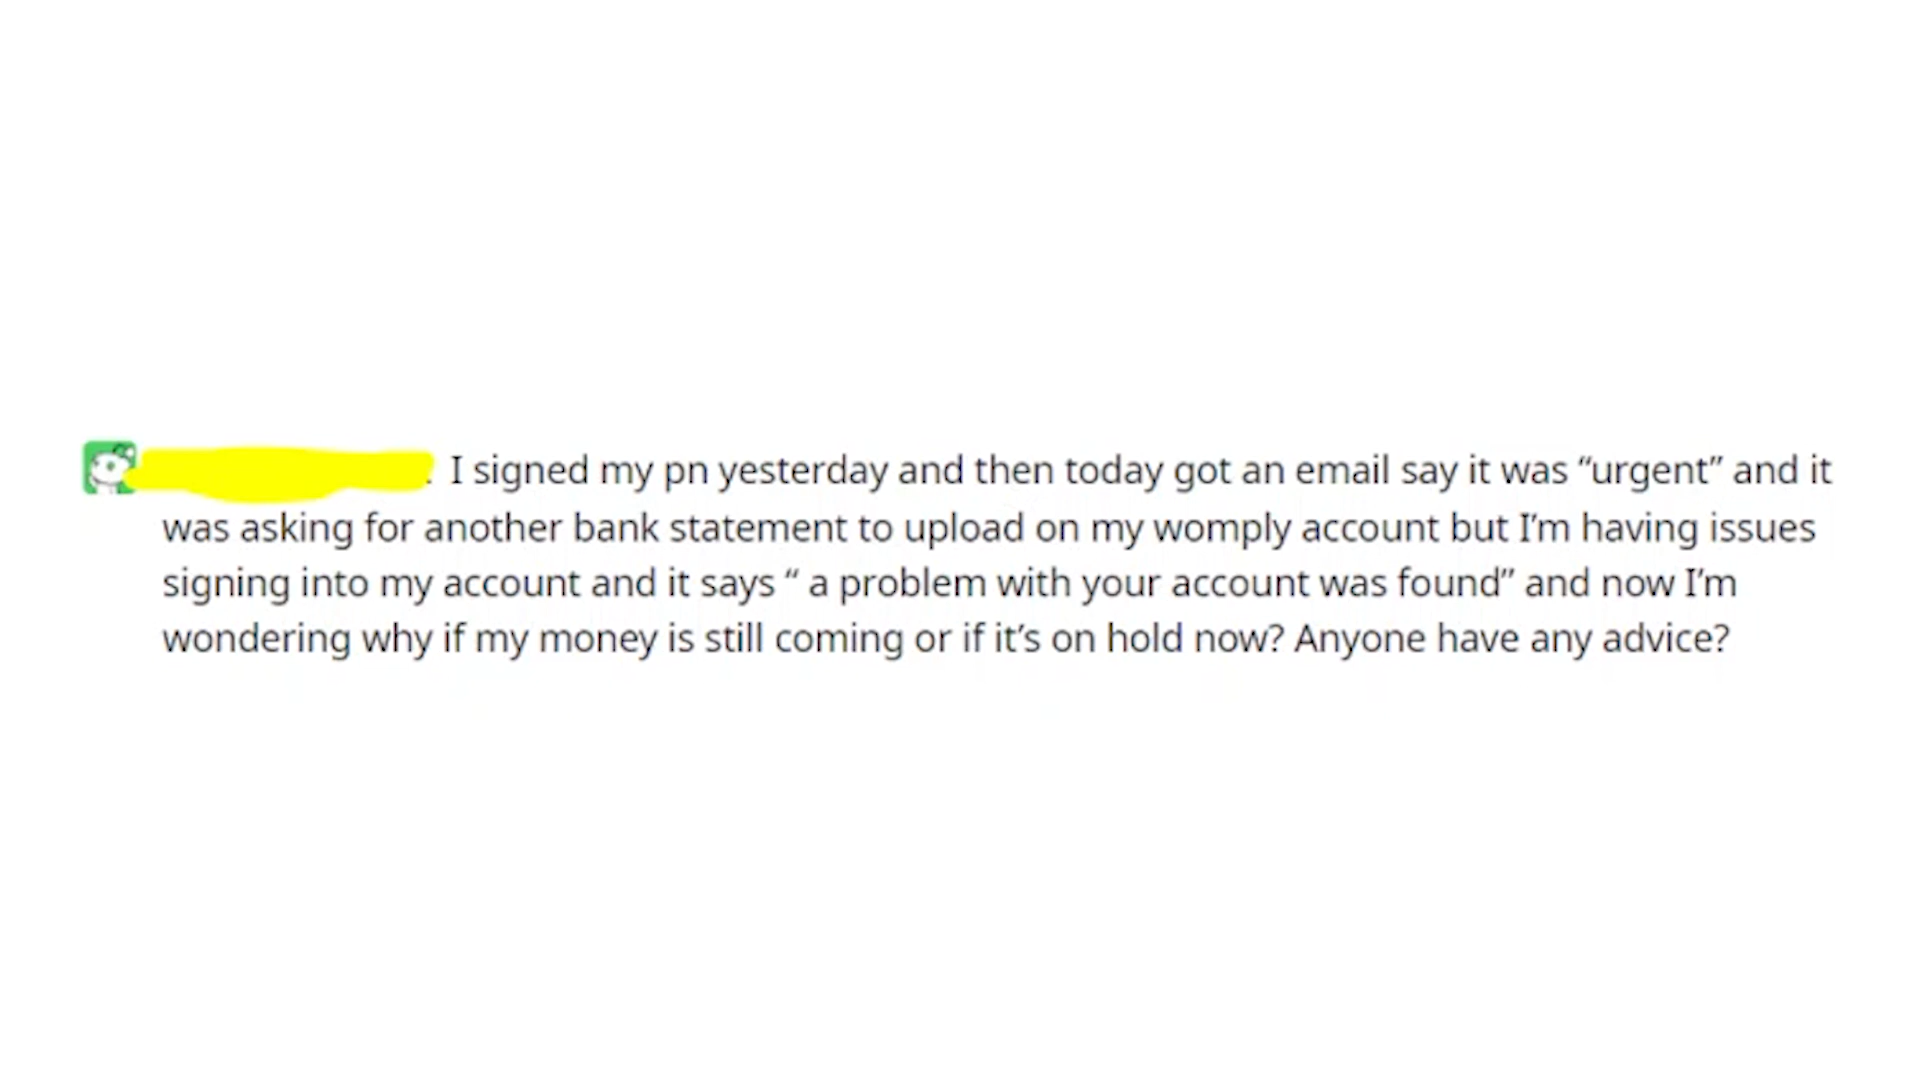 I signed my pn yesterday and then today got an email say it was “urgent” and it
was asking for another bank statement to upload on my womply account but I’m having issues
signing into my account and it says “ a problem with your account was found” and now I’m
wondering why if my money is still coming or if it’s on hold now? Anyone have any advice?